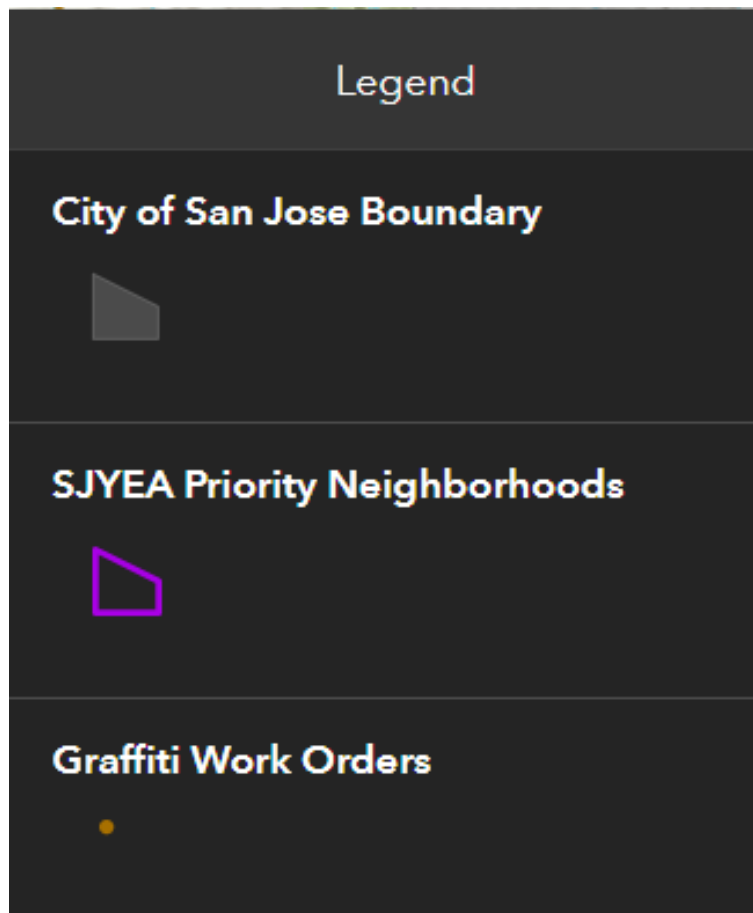 Legend
City of San Jose Boundary
SJYEA Priority Neighborhoods
Graffiti Work Orders